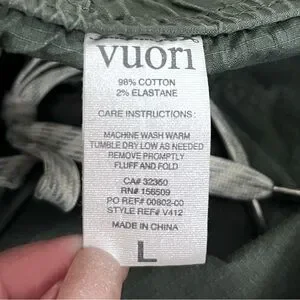 vuori
98% COTTON
2% ELASTANE
CARE INSTRUCTIONS:
MACHINE WASH WARM
TUMBLE DRY LOW AS NEEDED
REMOVE PROMPTLY
FLUFF AND FOLD
CA# 32360
RN# 156509
PO REF# 00802-00
STYLE REF# V412
MADE IN CHINA
L